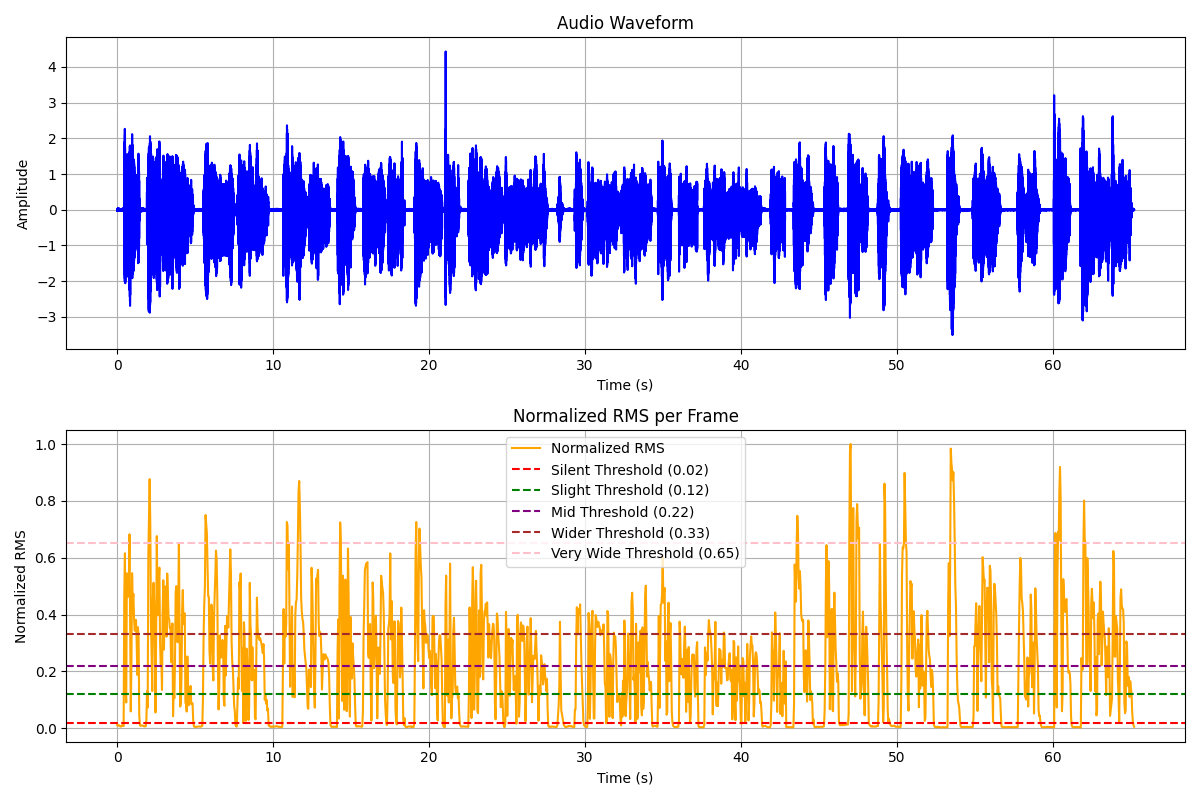 Audio Waveform
4
3
2
1
0
−1
−2
−3
Amplitude
0 10 20 30 40 50 60
Time (s)
Normalized RMS per Frame
1.0
0.8
0.6
0.4
0.2
0.0
Normalized RMS
Normalized RMS
Silent Threshold (0.02)
Slight Threshold (0.12)
Mid Threshold (0.22)
Wider Threshold (0.33)
Very Wide Threshold (0.65)
0 10 20 30 40 50 60
Time (s)